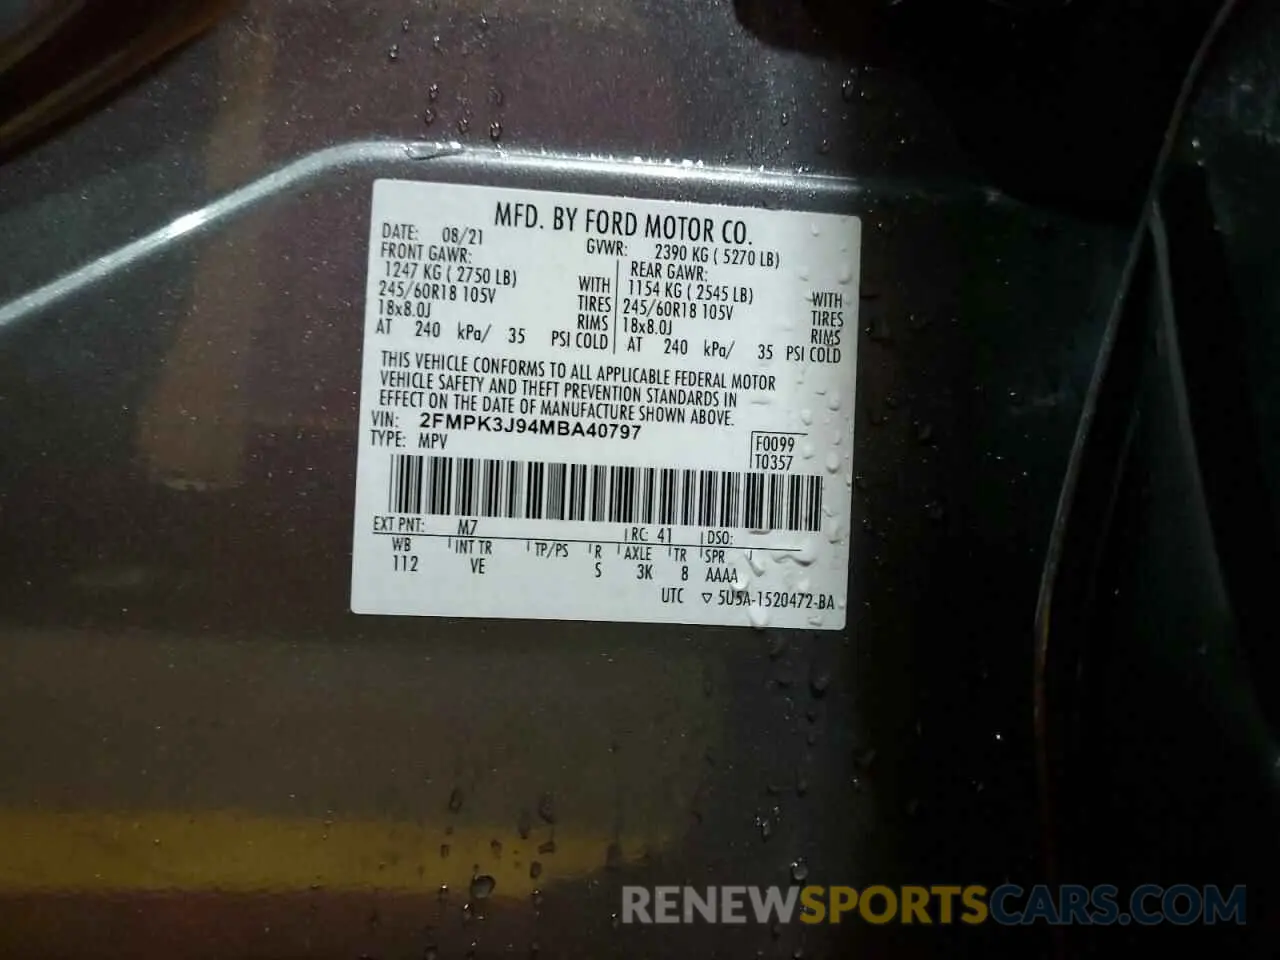 MFD. BY FORD MOTOR CO.
DATE: 08/21 GVWR: 2390 KG ( 5270 LB)
FRONT GAWR: REAR GAWR:
1247 KG ( 2750 LB) WITH 1154 KG ( 2545 LB) WITH
245/60R18 105V TIRES 245/60R18 105V TIRES
18x8.0J RIMS 18x8.0J RIMS
AT 240 kPa/ 35 PSI COLD AT 240 kPa/ 35 PSI COLD
THIS VEHICLE CONFORMS TO ALL APPLICABLE FEDERAL MOTOR
VEHICLE SAFETY AND THEFT PREVENTION STANDARDS IN
EFFECT ON THE DATE OF MANUFACTURE SHOWN ABOVE.
VIN: 2FMPK3J94MBA40797
TYPE: MPV
F0099
T0357
EXT PNT: M7 RC: 41 DSO:
WB INT TR TP/PS R AXLE TR SPR
112 VE S 3K 8 AAAA
UTC ▽ 5U5A-1520472-BA
RENEWSPORTSCARS.COM